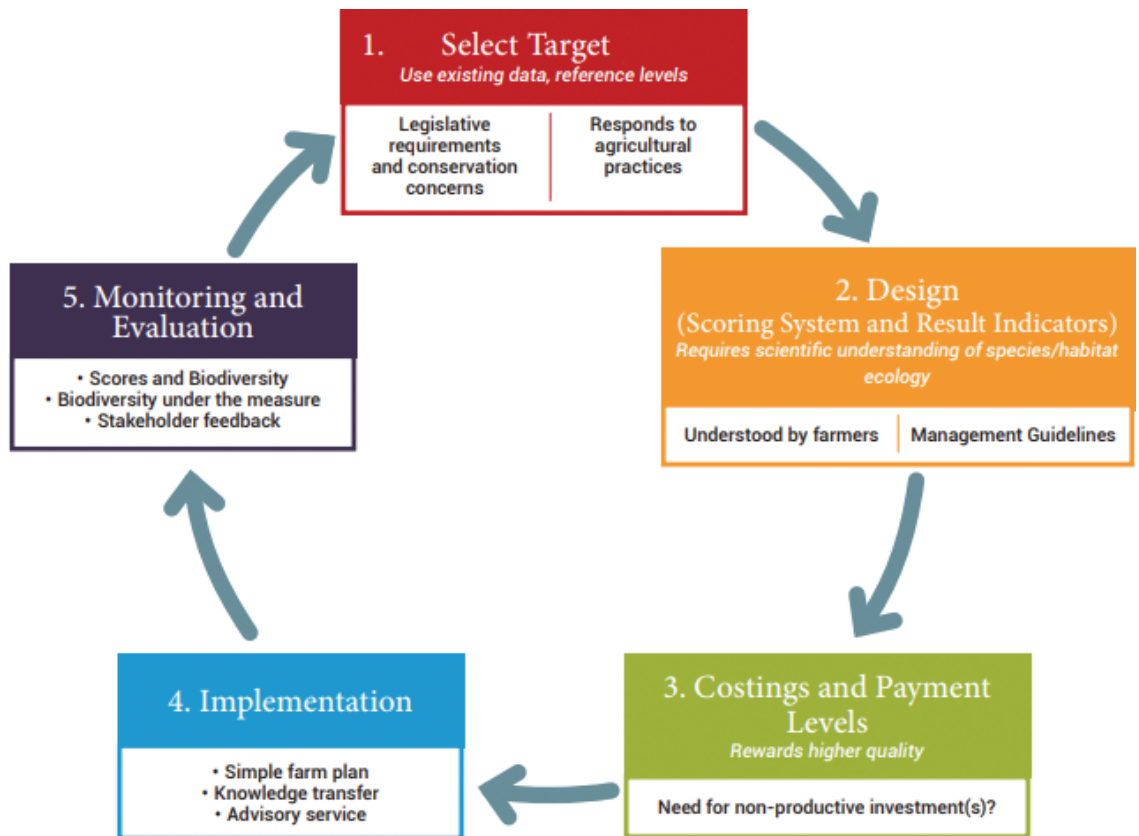 1. Select Target
Use existing data, reference levels
Legislative
requirements
and conservation
concerns
Responds to
agricultural
practices
2. Design
(Scoring System and Result Indicators)
Requires scientific understanding of species/habitat
ecology
Understood by farmers
Management Guidelines
3. Costings and Payment
Levels
Rewards higher quality
Need for non-productive investment(s)?
4. Implementation
• Simple farm plan
• Knowledge transfer
• Advisory service
5. Monitoring and
Evaluation
• Scores and Biodiversity
• Biodiversity under the measure
• Stakeholder feedback